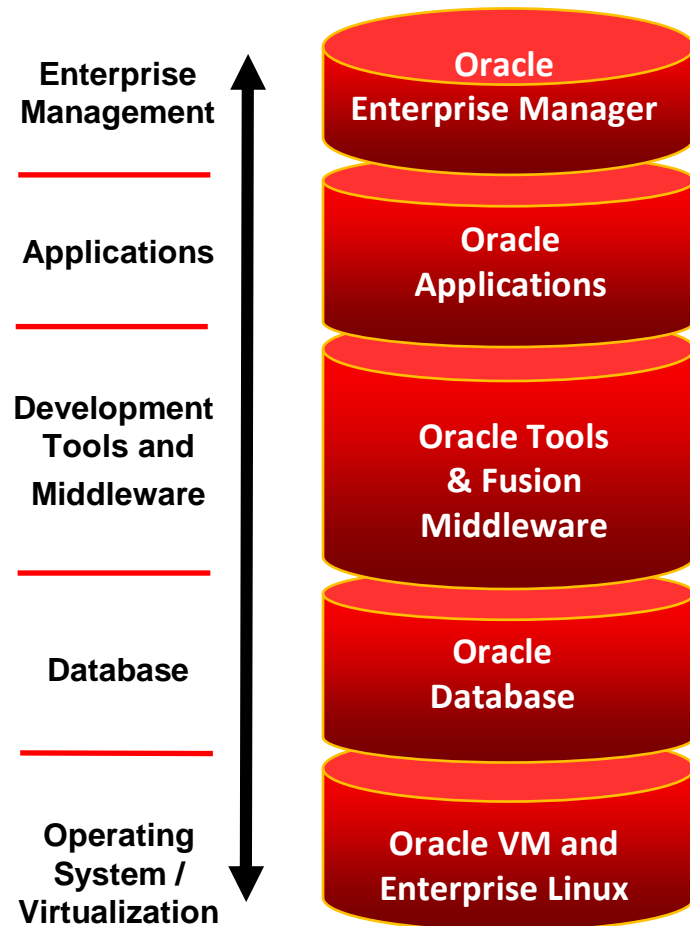 Enterprise
Management
Oracle
Enterprise Manager
Applications
Oracle
Applications
Development
Tools and
Middleware
Oracle Tools
& Fusion
Middleware
Database
Oracle
Database
Operating
System /
Virtualization
Oracle VM and
Enterprise Linux